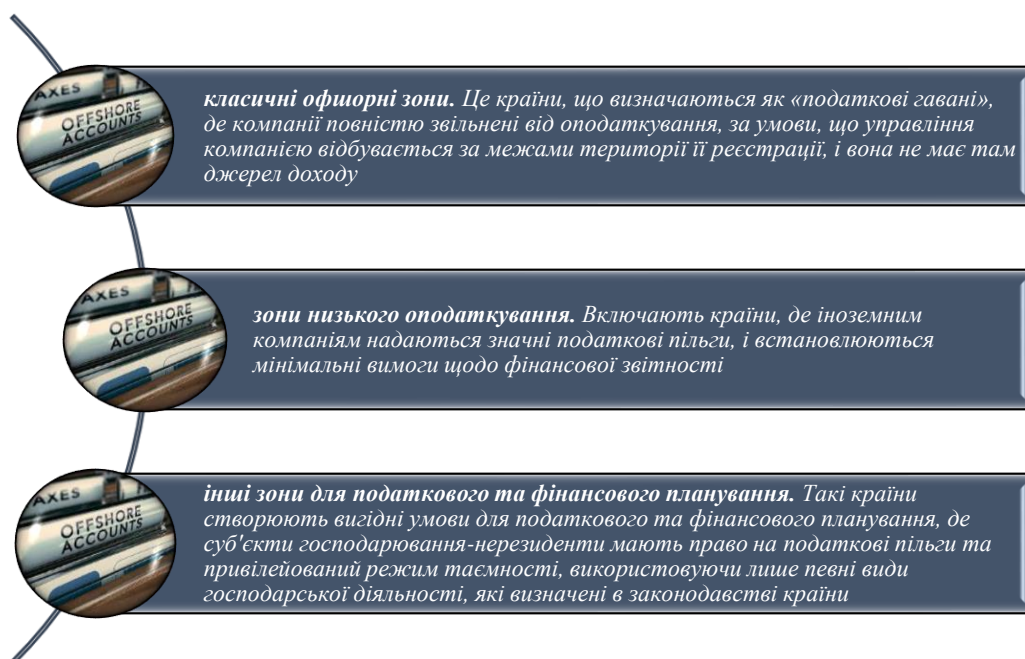 AXES
OFFSHORE
ACCOUNTS
класичні офшорні зони. Це країни, що визначаються як «податкові гавані»,
де компанії повністю звільнені від оподаткування, за умови, що управління
компанією відбувається за межами території її реєстрації, і вона не має там
джерел доходу
AXES
OFFSHORE
ACCOUNTS
зони низького оподаткування. Включають країни, де іноземним
компаніям надаються значні податкові пільги, і встановлюються
мінімальні вимоги щодо фінансової звітності
AXES
OFFSHORE
ACCOUNTS
інші зони для податкового та фінансового планування. Такі країни
створюють вигідні умови для податкового та фінансового планування, де
суб'єкти господарювання-нерезиденти мають право на податкові пільги та
привілейований режим таємності, використовуючи лише певні види
господарської діяльності, які визначені в законодавстві країни